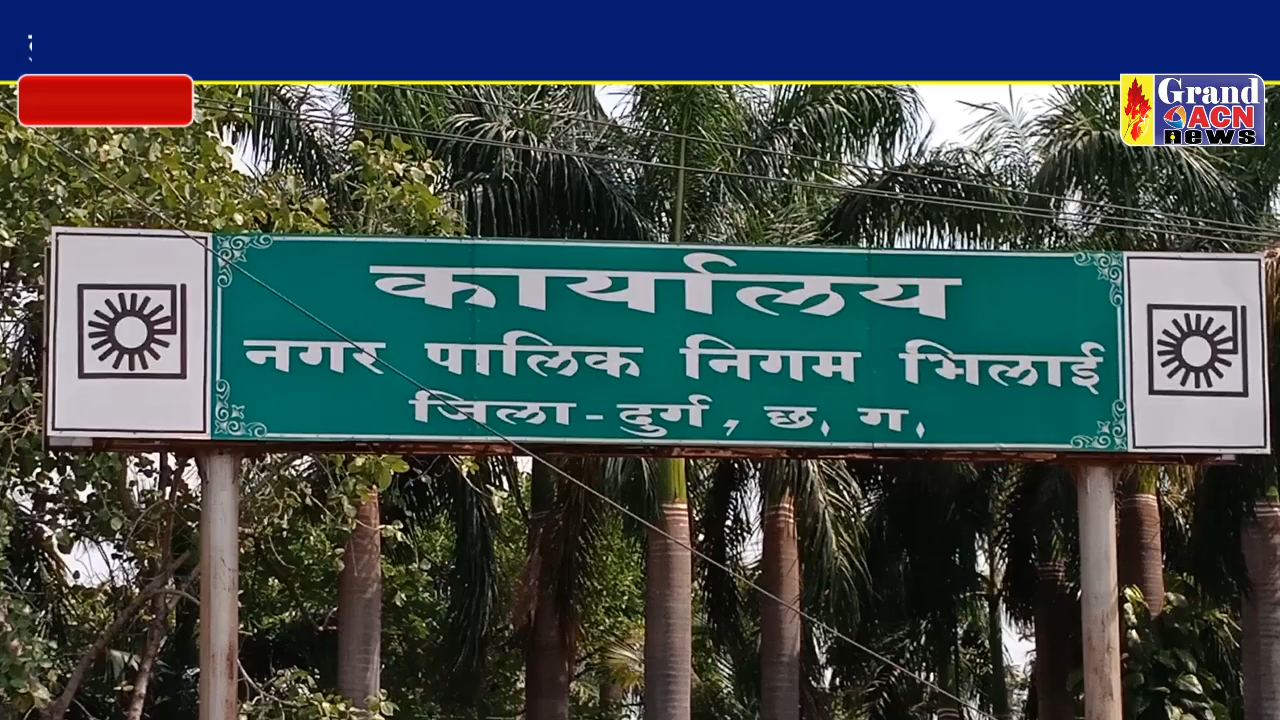 Grand
ACN
news
कार्यालय
नगर पालिक निगम भिलाई
जिला - दुर्ग, छ. ग.